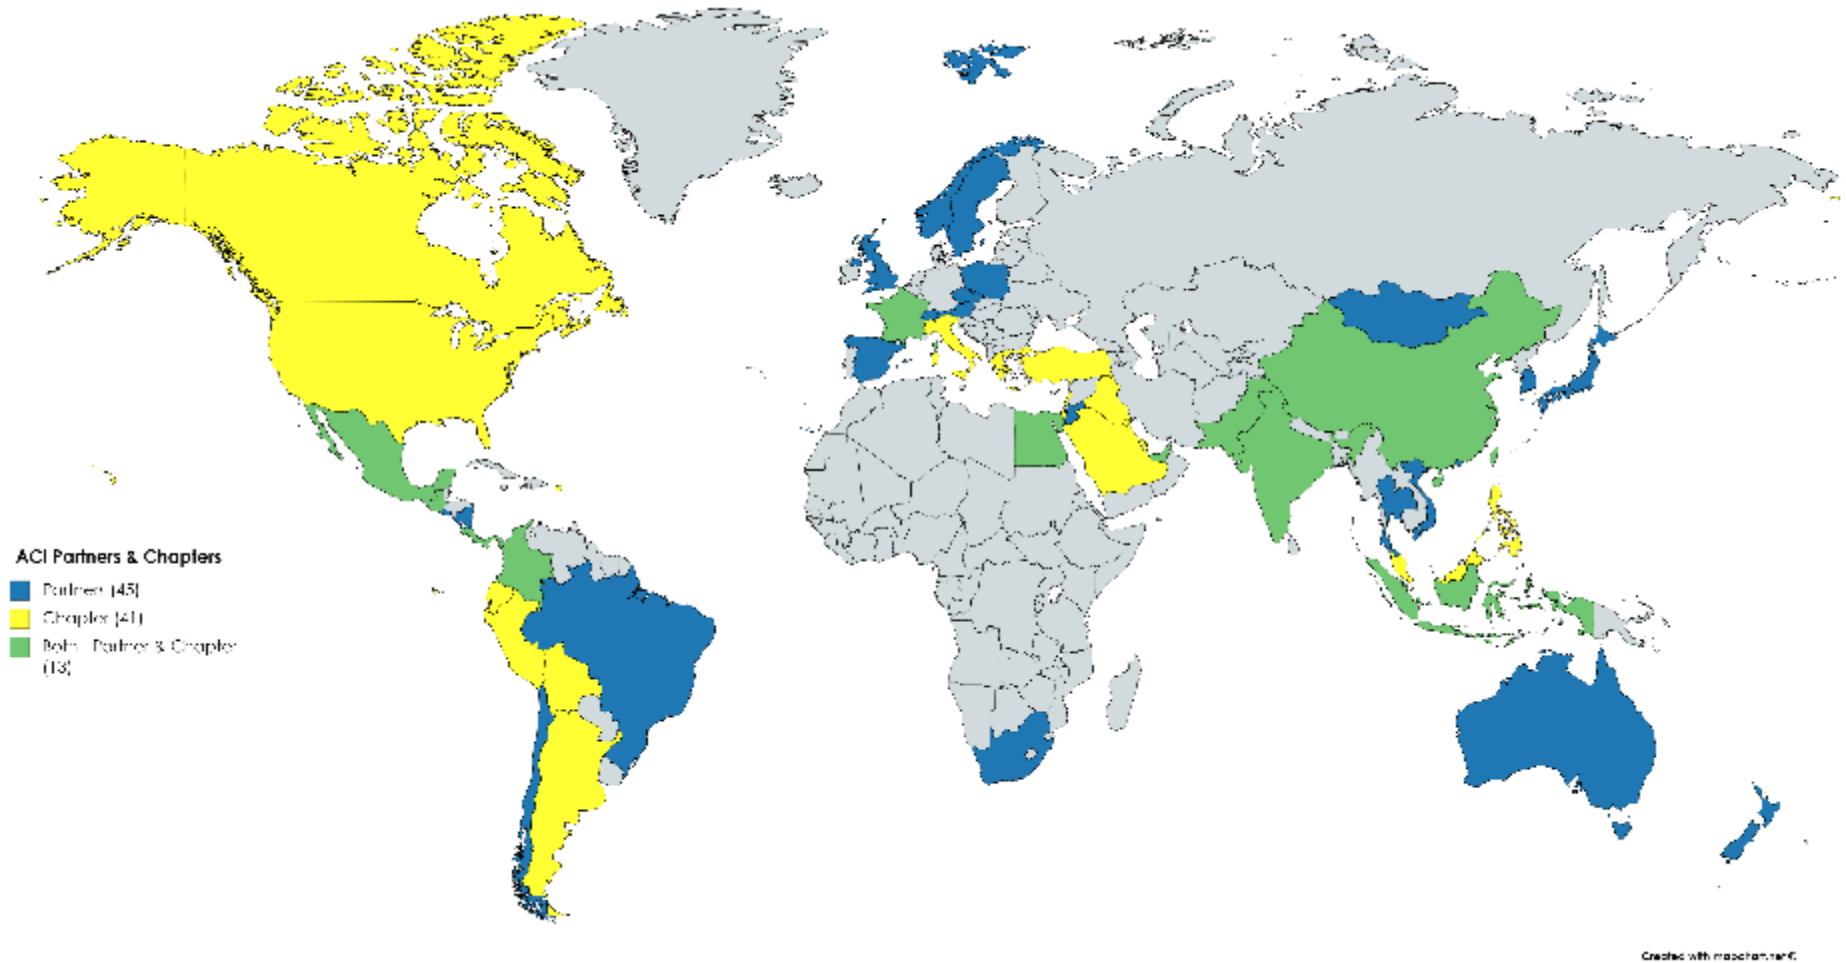 ACI Partners & Chapters
Partners (45)
Chapter (41)
Both - Partner & Chapter
(13)
Created with mapchart.net ©